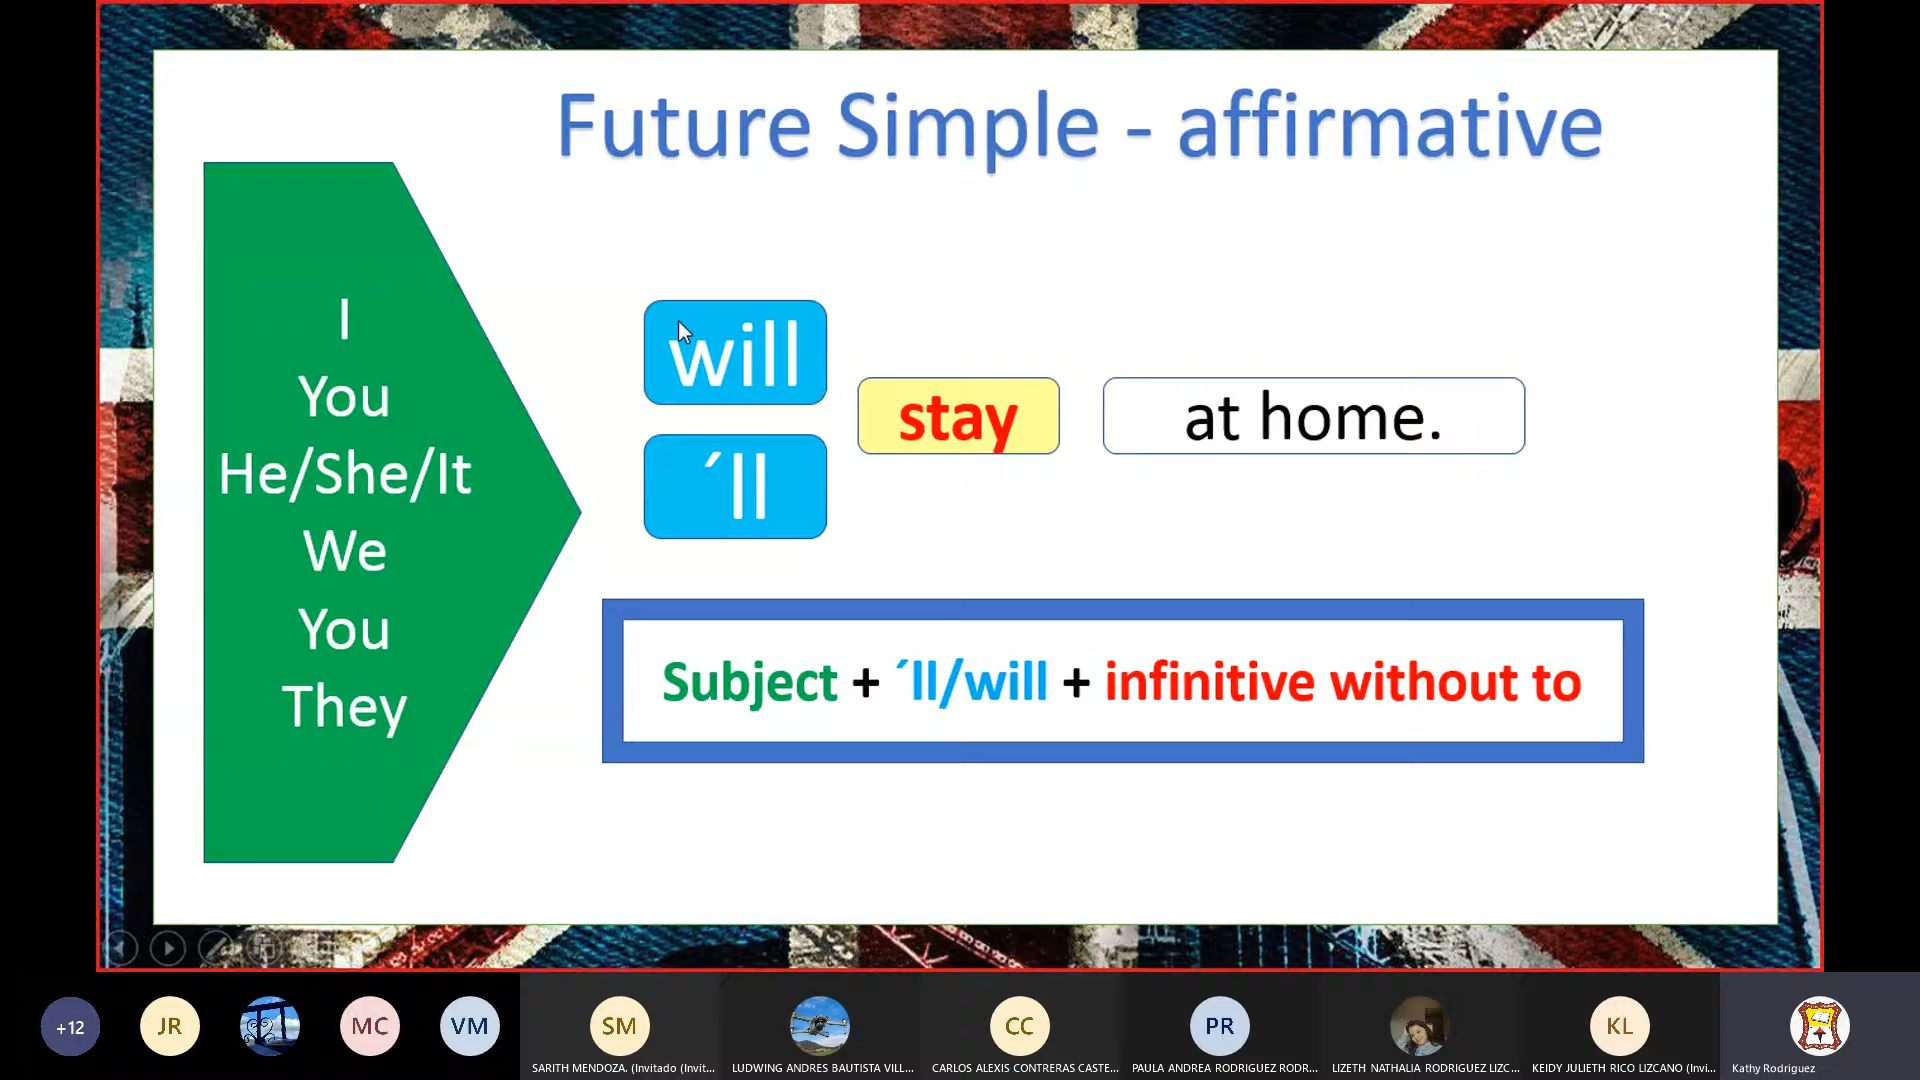 Future Simple - affirmative
I
You
He/She/It
We
You
They
will
´ll
stay
at home.
Subject + ´ll/will + infinitive without to
+12
JR
MC
VM
SM
CC
PR
KL
SARITH MENDOZA. (Invitado (Invit...
LUDWING ANDRES BAUTISTA VILL...
CARLOS ALEXIS CONTRERAS CASTE...
PAULA ANDREA RODRIGUEZ RODR...
LIZETH NATHALIA RODRIGUEZ LIZC...
KEIDY JULIETH RICO LIZCANO (Invi...
Kathy Rodriguez